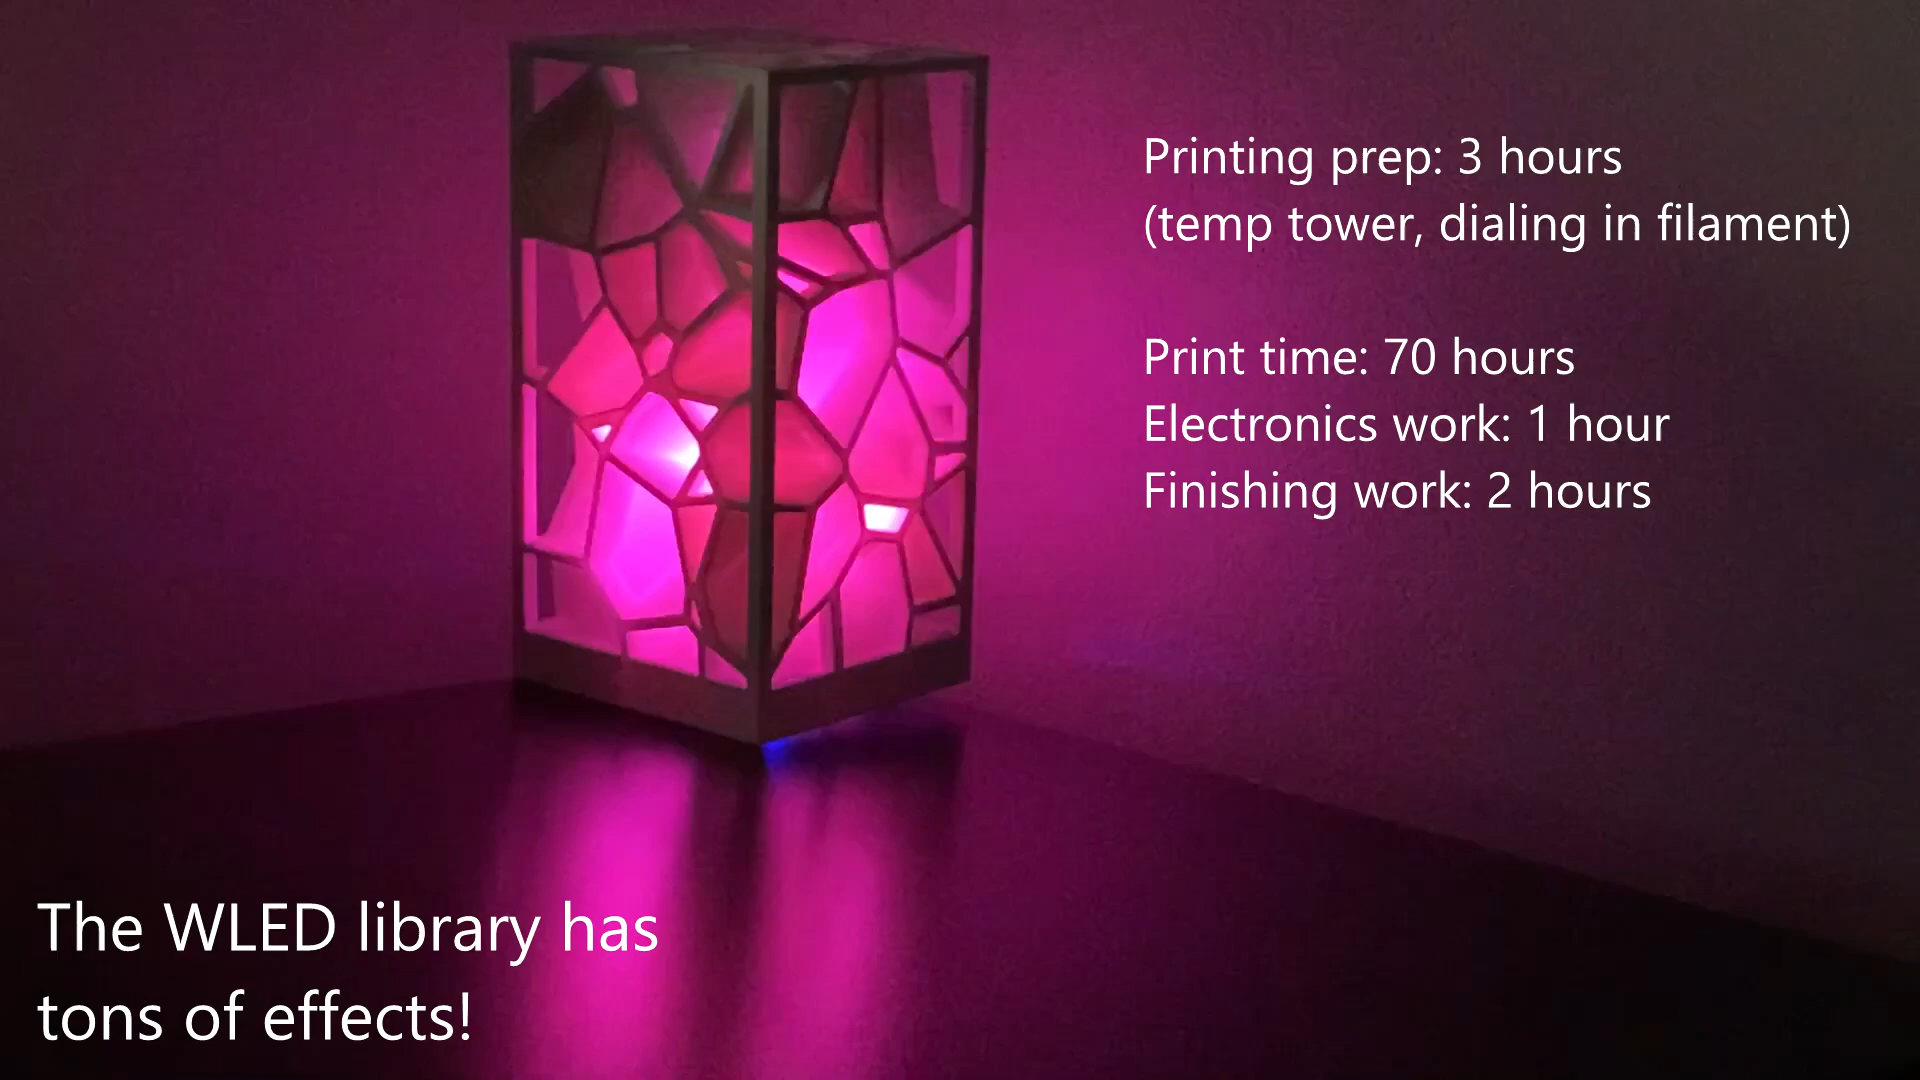 Printing prep: 3 hours
(temp tower, dialing in filament)
Print time: 70 hours
Electronics work: 1 hour
Finishing work: 2 hours
The WLED library has
tons of effects!